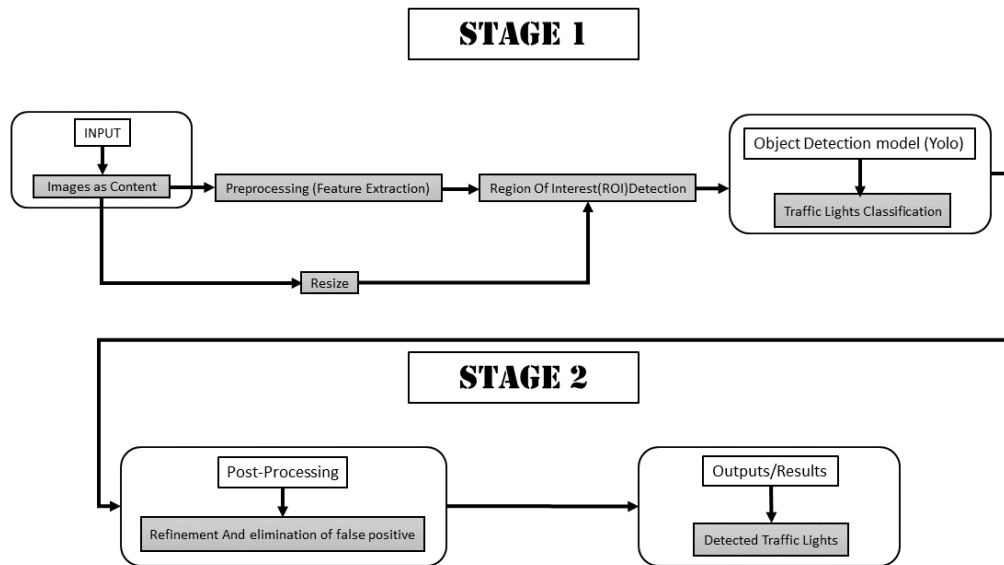 STAGE 1
INPUT
Images as Content
Preprocessing (Feature Extraction)
Region Of Interest(ROI)Detection
Object Detection model (Yolo)
Traffic Lights Classification
Resize
STAGE 2
Post-Processing
Refinement And elimination of false positive
Outputs/Results
Detected Traffic Lights